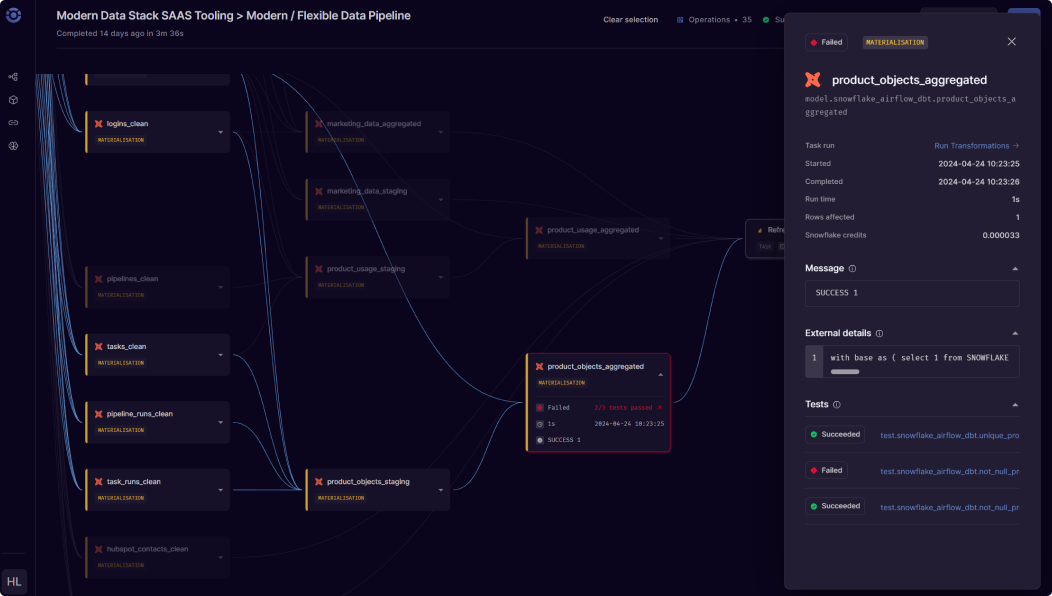 Modern Data Stack SAAS Tooling > Modern / Flexible Data Pipeline
Completed 14 days ago in 3m 36s
Clear selection
Operations • 35
logins_clean
MATERIALISATION
marketing_data_aggregated
MATERIALISATION
marketing_data_staging
MATERIALISATION
product_usage_aggregated
MATERIALISATION
TASK
pipelines_clean
MATERIALISATION
product_usage_staging
MATERIALISATION
tasks_clean
MATERIALISATION
product_objects_aggregated
MATERIALISATION
Failed
2/3 tests passed
1s
2024-04-24 10:23:25
SUCCESS 1
pipeline_runs_clean
MATERIALISATION
task_runs_clean
MATERIALISATION
product_objects_staging
MATERIALISATION
hubspot_contacts_clean
MATERIALISATION
HL
Failed
MATERIALISATION
product_objects_aggregated
model.snowflake_airflow_dbt.product_objects_a
ggregated
Task run
Run Transformations →
Started
2024-04-24 10:23:25
Completed
2024-04-24 10:23:26
Run time
1s
Rows affected
1
Snowflake credits
0.000033
Message
SUCCESS 1
External details
1 with base as ( select 1 from SNOWFLAKE
Tests
Succeeded
test.snowflake_airflow_dbt.unique_pro
Failed
test.snowflake_airflow_dbt.not_null_pr
Succeeded
test.snowflake_airflow_dbt.not_null_pr